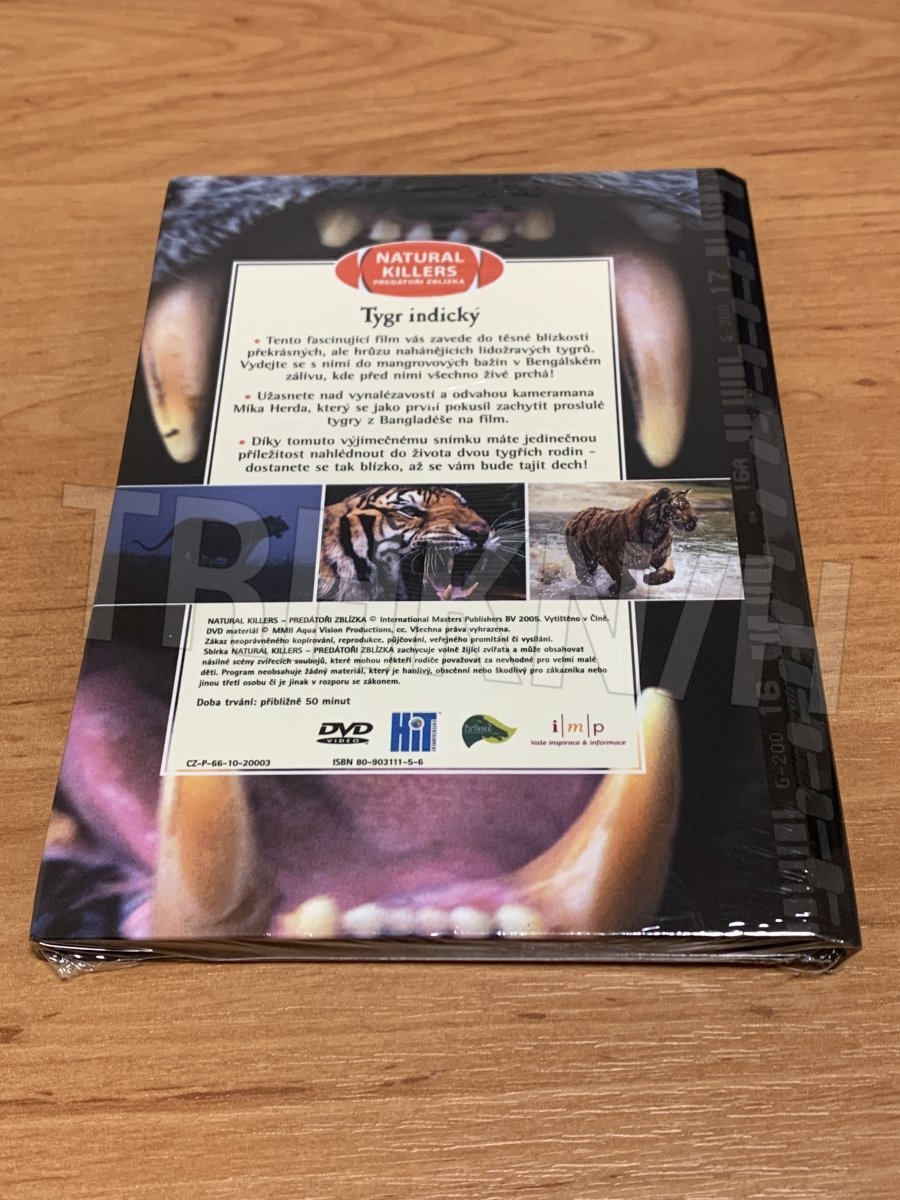 NATURAL
KILLERS
PREDÁTOŘI ZBLÍZKA
Tygr indický
• Tento fascinující film vás zavede do těsné blízkosti
překrásných, ale hrůzu nahánějících lidožravých tygrů.
Vydejte se s nimi do mangrovových bažin v Bengálském
zálivu, kde před nimi všechno živé prchá!
• Užasnete nad vynalézavostí a odvahou kameramana
Mika Herda, který se jako první pokusil zachytit proslulé
tygry z Bangladéše na film.
• Díky tomuto výjimečnému snímku máte jedinečnou
příležitost nahlédnout do života dvou tygřích rodin –
dostanete se tak blízko, až se vám bude tajit dech!
NATURAL KILLERS – PREDÁTOŘI ZBLÍZKA © International Masters Publishers BV 2005. Vytištěno v Číně.
DVD materiál © MMII Aqua Vision Productions, cc. Všechna práva vyhrazena.
Zákaz neoprávněného kopírování, reprodukce, půjčování, veřejného promítání či vysílání.
Sbírka NATURAL KILLERS – PREDÁTOŘI ZBLÍZKA zachycuje volně žijící zvířata a může obsahovat
násilné scény zvířecích soubojů, které mohou někteří rodiče považovat za nevhodné pro velmi malé
děti. Program neobsahuje žádný materiál, který je hanlivý, obscénní nebo škodlivý pro zákazníka nebo
jinou třetí osobu či je jinak v rozporu se zákonem.
Doba trvání: přibližně 50 minut
DVD
VIDEO
HiT
ENTERTAINMENT
Parthenon
i|m|p
Vaše inspirace & informace
CZ-P-66-10-20003
ISBN 80-903111-5-6
17
G-200
16A
24
16
G-200